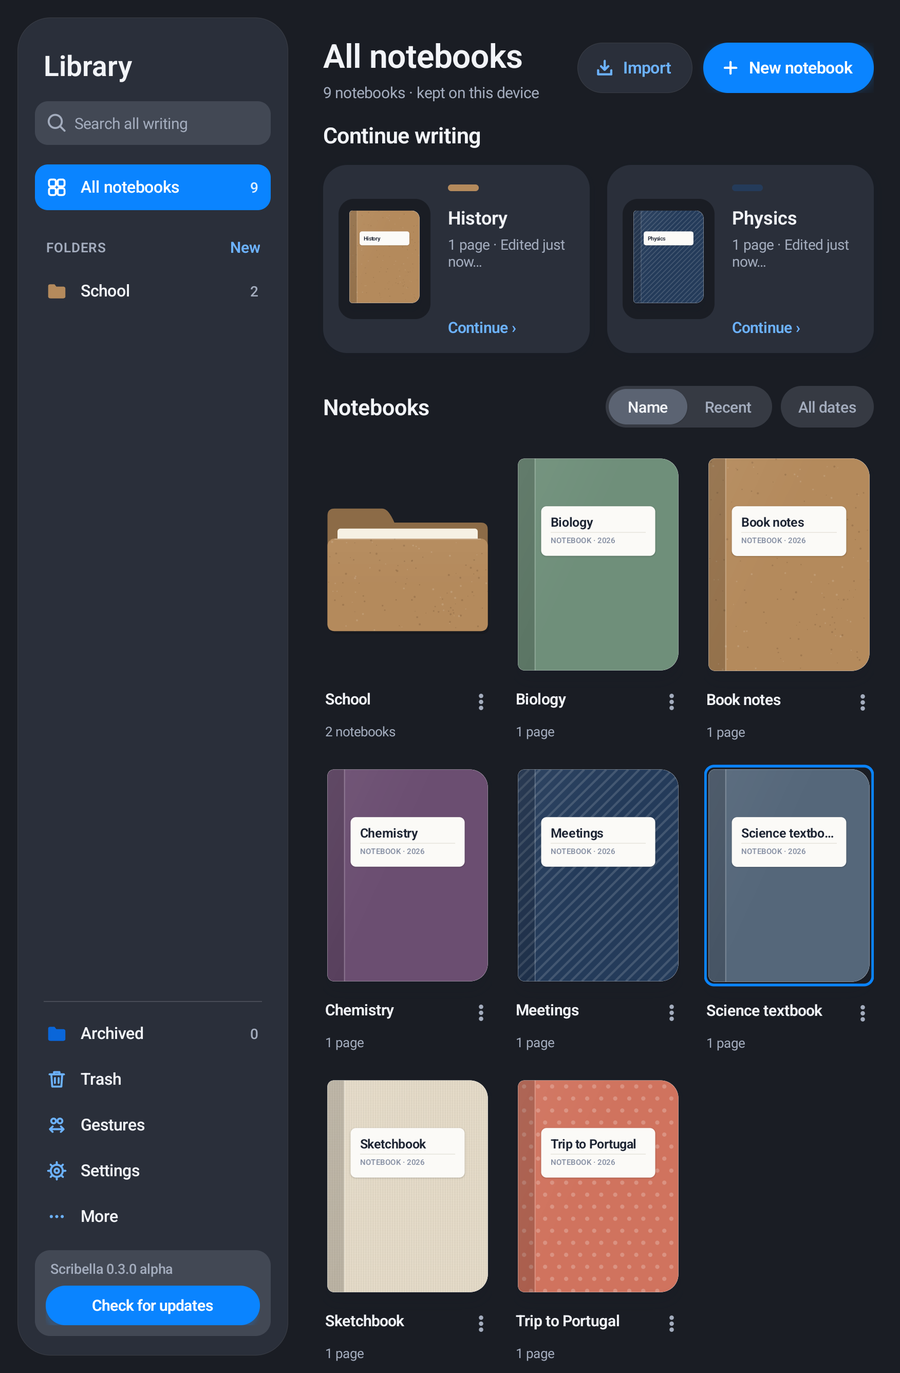 Library
Search all writing
All notebooks 9
FOLDERS New
School 2
Archived 0
Trash
Gestures
Settings
More
Scribella 0.3.0 alpha
Check for updates
All notebooks
9 notebooks · kept on this device
Import
New notebook
Continue writing
History
History
1 page · Edited just
now...
Continue ›
Physics
Physics
1 page · Edited just
now...
Continue ›
Notebooks
Name Recent All dates
School
2 notebooks
Biology
NOTEBOOK · 2026
Biology
1 page
Book notes
NOTEBOOK · 2026
Book notes
1 page
Chemistry
NOTEBOOK · 2026
Chemistry
1 page
Meetings
NOTEBOOK · 2026
Meetings
1 page
Science textbo...
NOTEBOOK · 2026
Science textbook
1 page
Sketchbook
NOTEBOOK · 2026
Sketchbook
1 page
Trip to Portugal
NOTEBOOK · 2026
Trip to Portugal
1 page